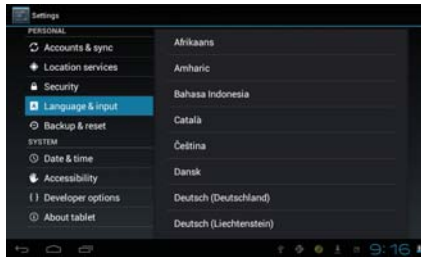 Settings
PERSONAL
Accounts & sync
Location services
Security
Language & input
Backup & reset
SYSTEM
Date & time
Accessibility
Developer options
About tablet
Afrikaans
Amharic
Bahasa Indonesia
Català
Čeština
Dansk
Deutsch (Deutschland)
Deutsch (Liechtenstein)
9:16